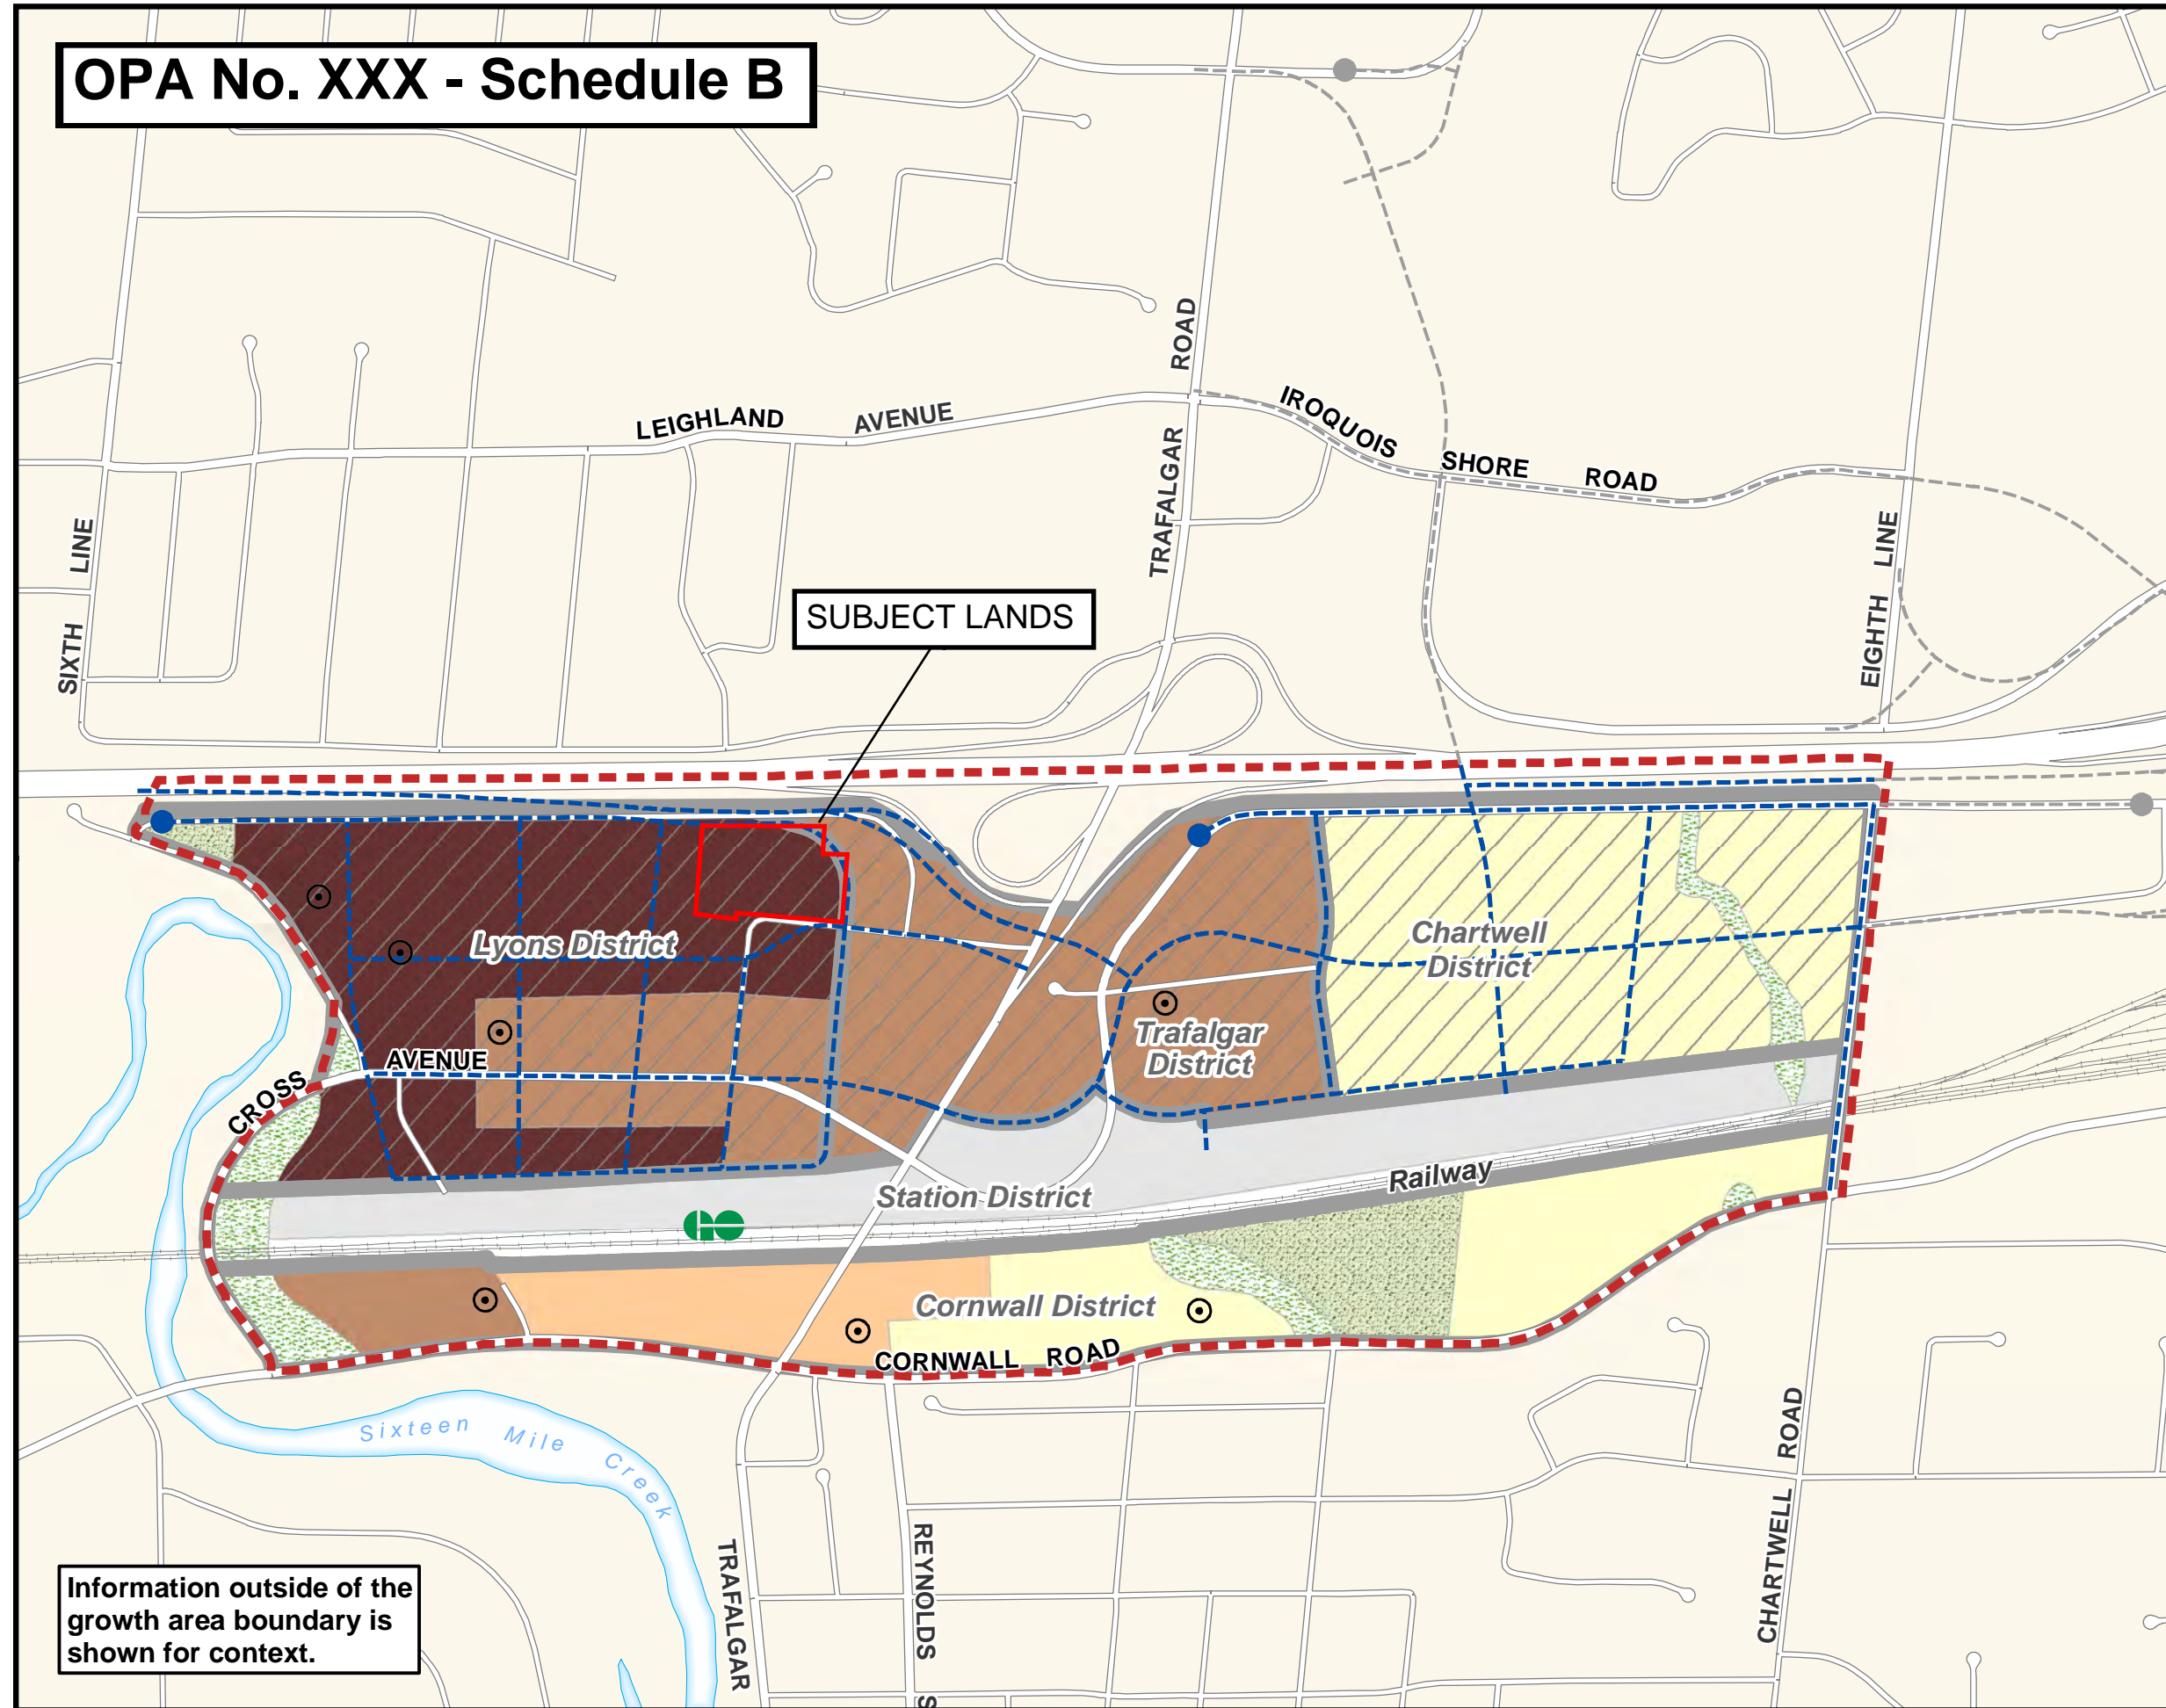 OPA No. XXX - Schedule B
ROAD
IROQUOIS
LEIGHLAND AVENUE
SHORE ROAD
TRAFALGAR
SIXTH LINE
EIGHTH LINE
SUBJECT LANDS
Lyons District
Chartwell
District
Trafalgar
District
AVENUE
CROSS
Railway
Station District
Cornwall District
CORNWALL ROAD
Sixteen Mile Creek
CHARTWELL ROAD
TRAFALGAR
REYNOLDS S
Information outside of the
growth area boundary is
shown for context.